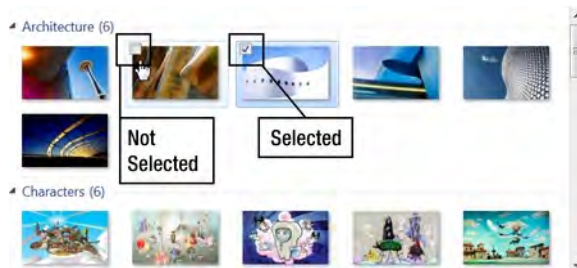 Architecture (6)
Not
Selected
Selected
Characters (6)